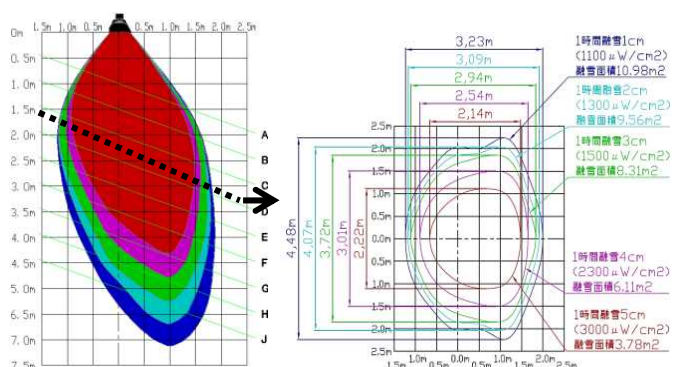 1.5m 1.0m 0.5m 0m 0.5m 1.0m 1.5m 2.0m 2.5m
0m
0.5m
1.0m
1.5m
2.0m
2.5m
3.0m
3.5m
4.0m
4.5m
5.0m
5.5m
6.0m
6.5m
7.0m
7.5m
A
B
C
D
E
F
G
H
J
3,23m
3,09m
2,94m
2,54m
2,14m
4,48m
4,07m
3,72m
3,01m
2,22m
2.5m
2.0m
1.5m
1.0m
0.5m
0.0m
0.5m
1.0m
1.5m
2.0m
2.5m
1.5m 1.0m 0.5m 0.0m 0.5m 1.0m 1.5m 2.0m 2.5m
1時間融雪1cm
(1100μW/cm2)
融雪面積10.98m2
1時間融雪2cm
(1300μW/cm2)
融雪面積9.56m2
1時間融雪3cm
(1500μW/cm2)
融雪面積8.31m2
1時間融雪4cm
(2300μW/cm2)
融雪面積6.11m2
1時間融雪5cm
(3000μW/cm2)
融雪面積3.78m2